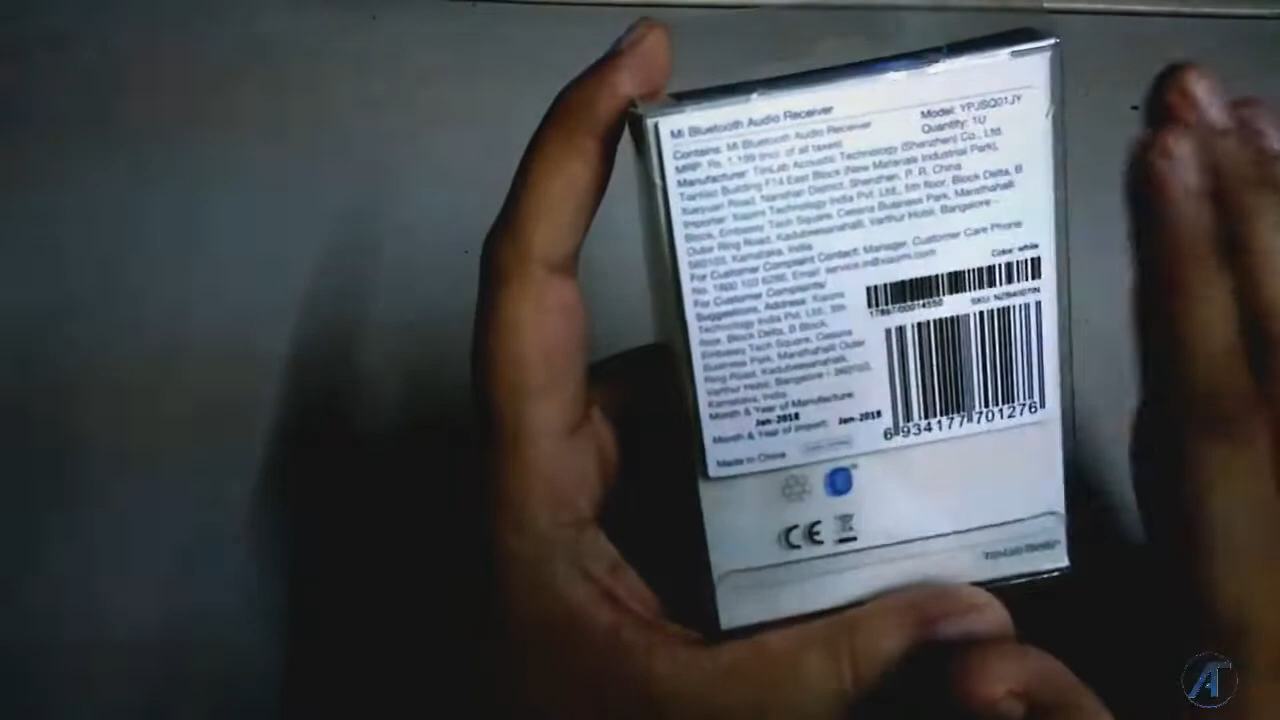 Mi Bluetooth Audio Receiver
Model: YPJSQ01JY
Contains: Mi Bluetooth Audio Receiver
Quantity: 1U
MRP Rs. 1,199 (incl. of all taxes)
Manufacturer: TinLab Acoustic Technology (Shenzhen) Co., Ltd.
Tianliao Building F14 East Block (New Materials Industrial Park),
Xueyuan Road, Nanshan District, Shenzhen, P. R. China
Importer: Xiaomi Technology India Pvt. Ltd., 8th floor, Block Delta, B
Block, Embassy Tech Square, Cessna Business Park, Marathahalli
Outer Ring Road, Kadubeesanahalli, Varthur Hobli, Bangalore -
560103, Karnataka, India
For Customer Complaint Contact: Manager, Customer Care Phone
No. 1800 103 6286, Email: service.in@xiaomi.com
Color: white
For Customer Complaints/
Suggestions, Address: Xiaomi
Technology India Pvt. Ltd., 8th
floor, Block Delta, B Block,
Embassy Tech Square, Cessna
Business Park, Marathahalli Outer
Ring Road, Kadubeesanahalli,
Varthur Hobli, Bangalore - 560103,
Karnataka, India
17867/00014550
Month & Year of Manufacture:
Jan-2018
Month & Year of Import: Jan-2018
6 934177 701276
Made in China
CE